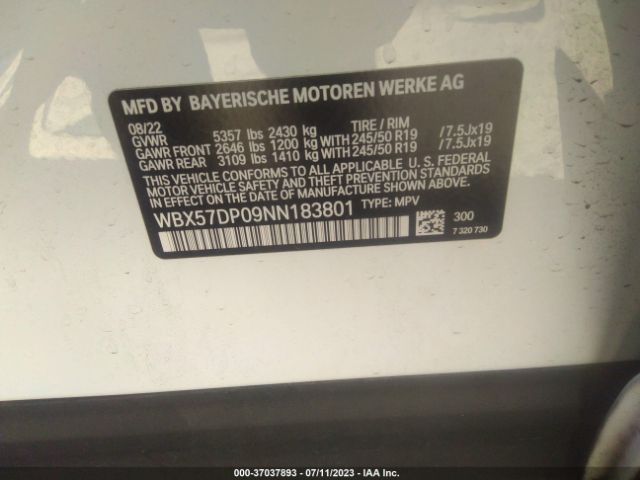 MFD BY BAYERISCHE MOTOREN WERKE AG
08/22 TIRE / RIM
GVWR 5357 lbs 2430 kg
GAWR FRONT 2646 lbs 1200 kg WITH 245/50 R19 /7.5Jx19
GAWR REAR 3109 lbs 1410 kg WITH 245/50 R19 /7.5Jx19
THIS VEHICLE CONFORMS TO ALL APPLICABLE U. S. FEDERAL
MOTOR VEHICLE SAFETY, BUMPER, AND THEFT PREVENTION STANDARDS
IN EFFECT ON THE DATE OF MANUFACTURE SHOWN ABOVE.
WBX57DP09NN183801 TYPE: MPV
300
7 320 730
000-37037893 - 07/11/2023 - IAA Inc.